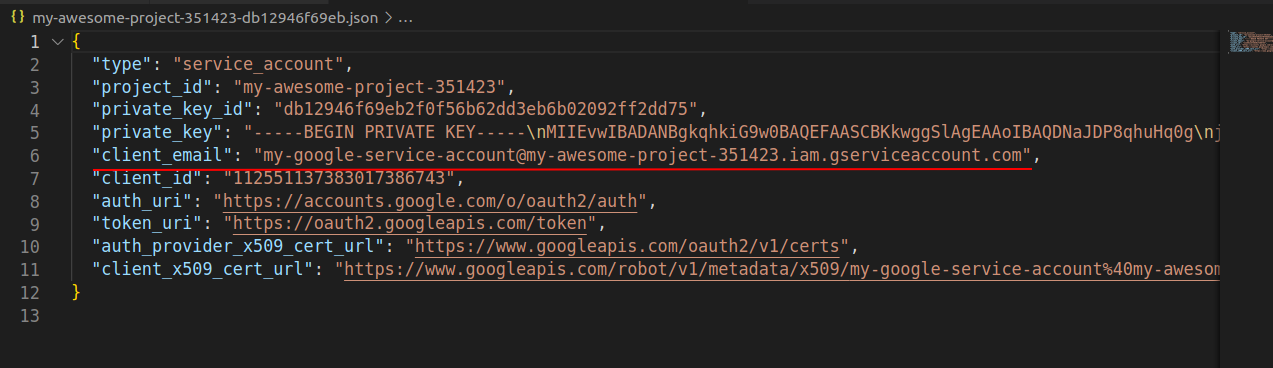 {} my-awesome-project-351423-db12946f69eb.json > ...
1 {
2 "type": "service_account",
3 "project_id": "my-awesome-project-351423",
4 "private_key_id": "db12946f69eb2f0f56b62dd3eb6b02092ff2dd75",
5 "private_key": "-----BEGIN PRIVATE KEY-----\nMIIEvwIBADANBgkqhkiG9w0BAQEFAASCBKkwggSlAgEAAoIBAQDNaJDP8qhuHq0g\nj
6 "client_email": "my-google-service-account@my-awesome-project-351423.iam.gserviceaccount.com",
7 "client_id": "112551137383017386743",
8 "auth_uri": "https://accounts.google.com/o/oauth2/auth",
9 "token_uri": "https://oauth2.googleapis.com/token",
10 "auth_provider_x509_cert_url": "https://www.googleapis.com/oauth2/v1/certs",
11 "client_x509_cert_url": "https://www.googleapis.com/robot/v1/metadata/x509/my-google-service-account%40my-awesom
12 }
13